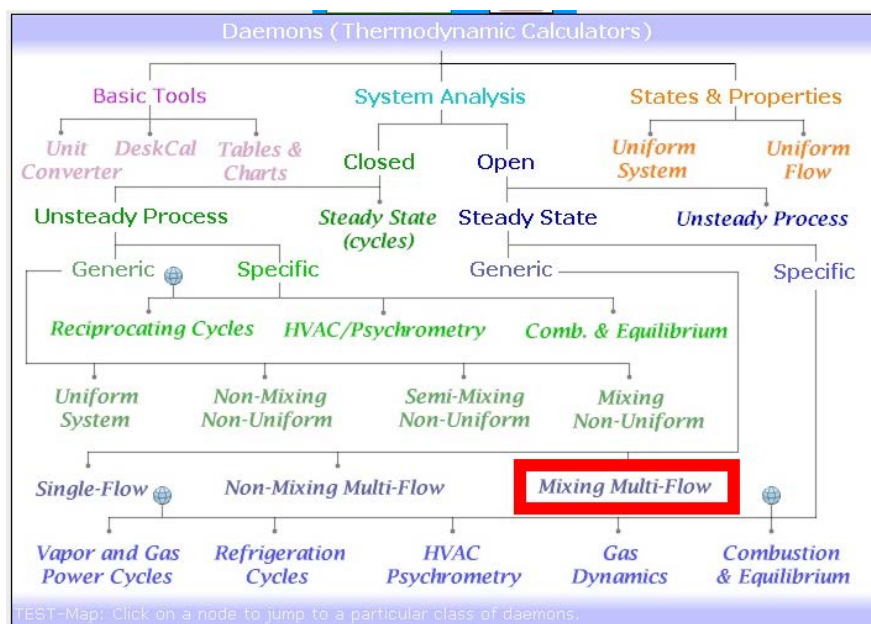 Daemons (Thermodynamic Calculators)
Basic Tools
System Analysis
States & Properties
Unit
Converter
DeskCal
Tables &
Charts
Closed
Open
Uniform
System
Uniform
Flow
Unsteady Process
Steady State
(cycles)
Steady State
Unsteady Process
Generic
Specific
Generic
Specific
Reciprocating Cycles
HVAC/Psychrometry
Comb. & Equilibrium
Uniform
System
Non-Mixing
Non-Uniform
Semi-Mixing
Non-Uniform
Mixing
Non-Uniform
Single-Flow
Non-Mixing Multi-Flow
Mixing Multi-Flow
Vapor and Gas
Power Cycles
Refrigeration
Cycles
HVAC
Psychrometry
Gas
Dynamics
Combustion
& Equilibrium
TEST-Map: Click on a node to jump to a particular class of daemons.